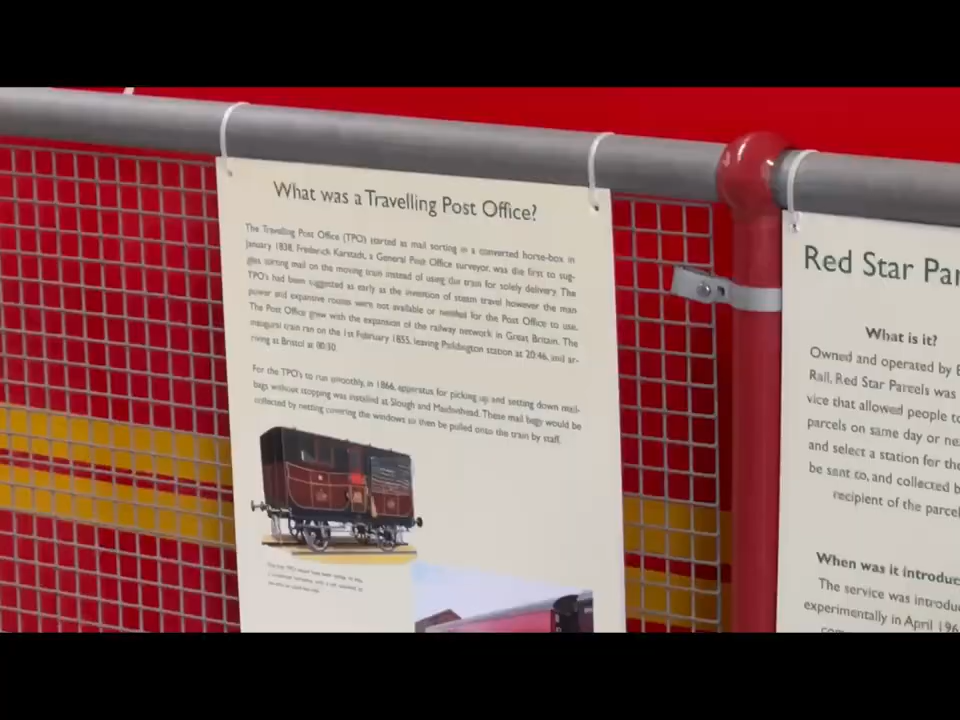 What was a Travelling Post Office?
The Travelling Post Office (TPO) started as mail sorting in a converted horse-box in
January 1838. Frederick Karstadt, a General Post Office surveyor, was the first to sug-
gest sorting mail on the moving train instead of using the train for solely delivery. The
TPO's had been suggested as early as the invention of steam travel however the man
power and expansive routes were not available or needed for the Post Office to use.
The Post Office grew with the expansion of the railway network in Great Britain. The
inaugural train ran on the 1st February 1855, leaving Paddington station at 20:46, and ar-
riving at Bristol at 00:30.
For the TPO's to run smoothly, in 1866, apparatus for picking up and setting down mail-
bags without stopping was installed at Slough and Maidenhead. These mail bags would be
collected by netting covering the windows to then be pulled onto the train by staff.
Red Star Par
What is it?
Owned and operated by B
Rail, Red Star Parcels was
vice that allowed people to
parcels on same day or ne
and select a station for the
be sent to, and collected b
recipient of the parcel
When was it introduc
The service was introdu
experimentally in April 196